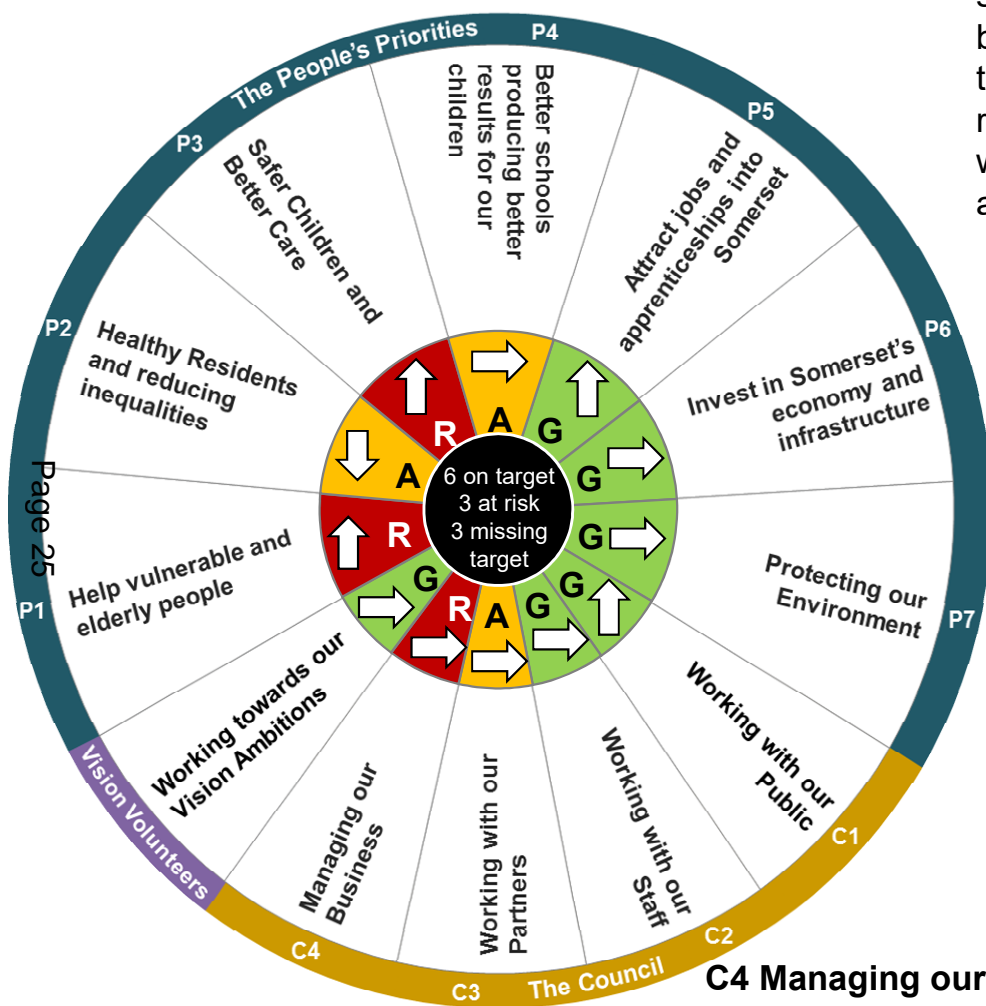 The People's Priorities
P4
Better schools
producing better
results for our
children
P5
Attract jobs and
apprenticeships into
Somerset
P6
Invest in Somerset's
economy and
infrastructure
P7
Protecting our
Environment
C1
Working with our
Public
C2
Working with our
Staff
The Council
C3
Working with our
Partners
C4
Managing our
Business
Vision Volunteers
Working towards our
Vision Ambitions
P1
Help vulnerable and
elderly people
P2
Healthy Residents
and reducing
inequalities
P3
Safer Children and
Better Care
A
G
G
G
G
G
A
R
G
R
A
R
6 on target
3 at risk
3 missing
target
Page 25
C4 Managing our